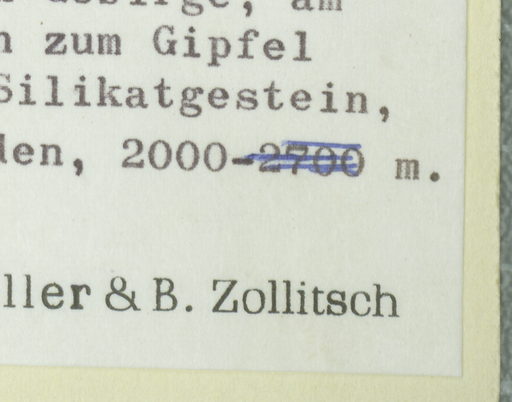 n zum Gipfel
Silikatgestein,
den, 2000-2700 m.
ller & B. Zollitsch